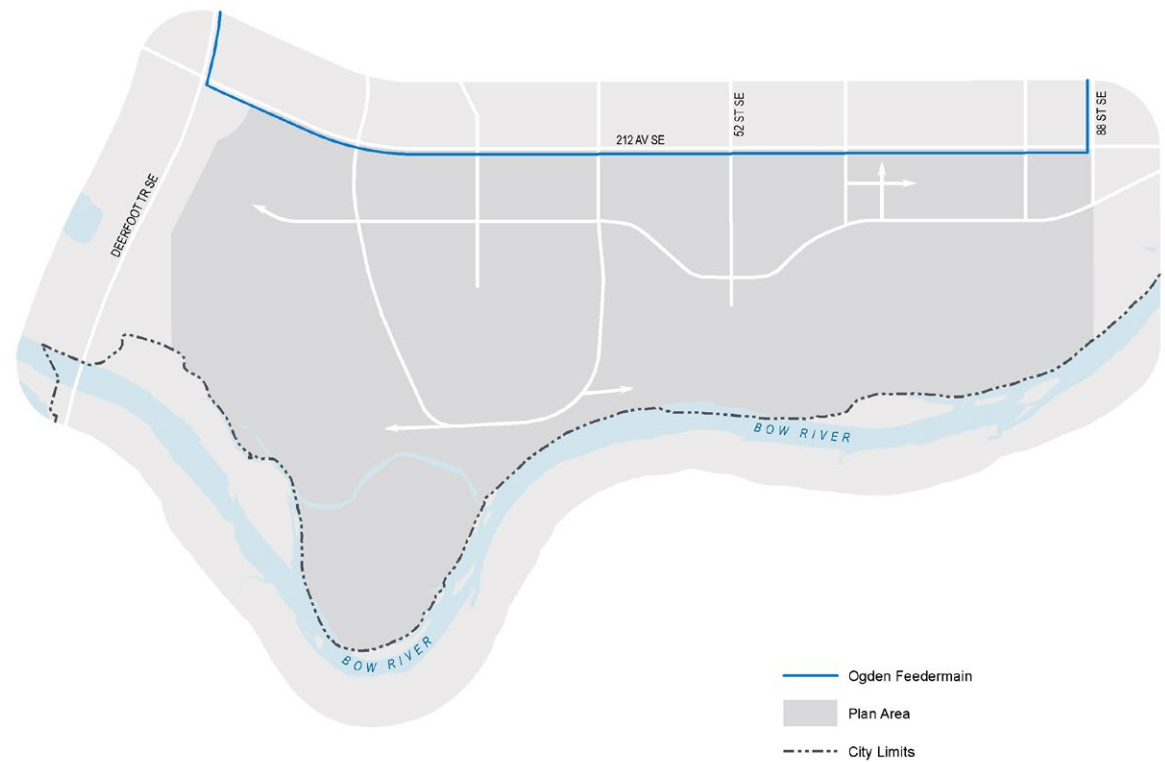 52 ST SE
88 ST SE
212 AV SE
DEERFOOT TR SE
BOW RIVER
BOW RIVER
Ogden Feedermain
Plan Area
City Limits